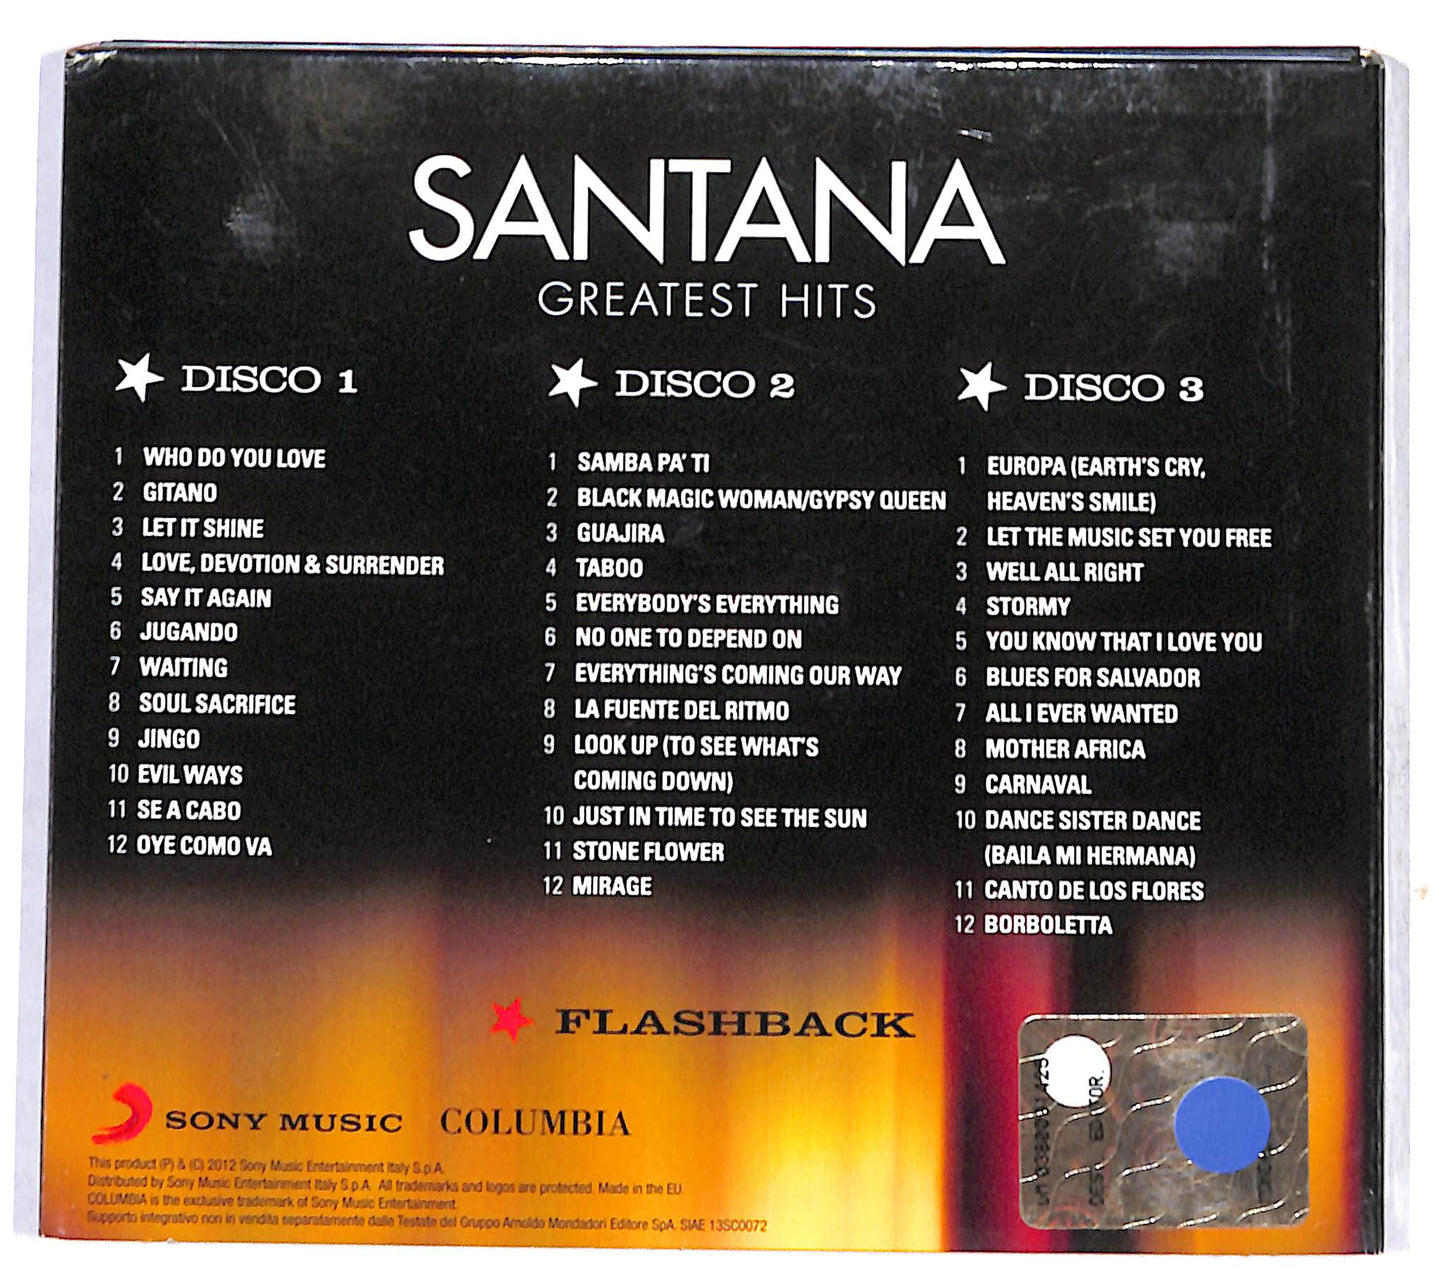 SANTANA
GREATEST HITS
DISCO 1
1 WHO DO YOU LOVE
2 GITANO
3 LET IT SHINE
4 LOVE, DEVOTION & SURRENDER
5 SAY IT AGAIN
6 JUGANDO
7 WAITING
8 SOUL SACRIFICE
9 JINGO
10 EVIL WAYS
11 SE A CABO
12 OYE COMO VA
DISCO 2
1 SAMBA PA' TI
2 BLACK MAGIC WOMAN/GYPSY QUEEN
3 GUAJIRA
4 TABOO
5 EVERYBODY'S EVERYTHING
6 NO ONE TO DEPEND ON
7 EVERYTHING'S COMING OUR WAY
8 LA FUENTE DEL RITMO
9 LOOK UP (TO SEE WHAT'S
COMING DOWN)
10 JUST IN TIME TO SEE THE SUN
11 STONE FLOWER
12 MIRAGE
DISCO 3
1 EUROPA (EARTH'S CRY,
HEAVEN'S SMILE)
2 LET THE MUSIC SET YOU FREE
3 WELL ALL RIGHT
4 STORMY
5 YOU KNOW THAT I LOVE YOU
6 BLUES FOR SALVADOR
7 ALL I EVER WANTED
8 MOTHER AFRICA
9 CARNAVAL
10 DANCE SISTER DANCE
(BAILA MI HERMANA)
11 CANTO DE LOS FLORES
12 BORBOLETTA
FLASHBACK
SONY MUSIC COLUMBIA
This product (P) & (C) 2012 Sony Music Entertainment Italy S.p.A.
Distributed by Sony Music Entertainment Italy S.p.A. All trademarks and logos are protected. Made in the EU
COLUMBIA is the exclusive trademark of Sony Music Entertainment.
Supporto integrativo non in vendita separatamente dalle Testate del Gruppo Arnoldo Mondadori Editore SpA. SIAE 13SC0072